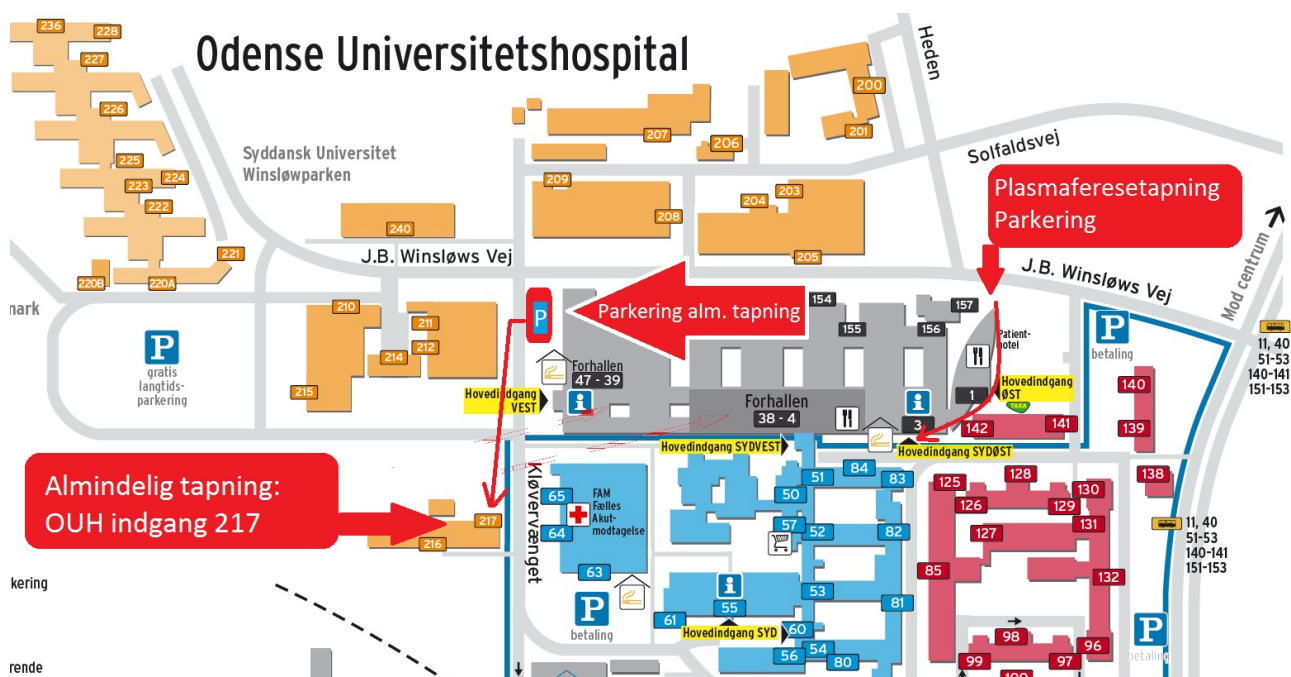 Odense Universitetshospital
236
228
227
226
225
224
223
222
221
220B
220A
Syddansk Universitet
Winsløwparken
240
J.B. Winsløws Vej
209
207
206
208
200
201
203
204
205
Heden
Solfaldsvej
Plasmaferesetapning
Parkering
J.B. Winsløws Vej
Mod centrum
mark
P
gratis
langtids-
parkering
210
211
212
214
215
P
Parkering alm. tapning
154
155
156
157
Patient-
hotel
P
betaling
11, 40
51-53
140-141
151-153
Forhallen
47 - 39
Hovedindgang
VEST
i
Forhallen
38 - 4
i
3
1
Hovedindgang
ØST
TAXA
142
141
140
139
138
Hovedindgang SYDVEST
Hovedindgang SYDØST
Almindelig tapning:
OUH indgang 217
217
216
Kløvervænget
65
64
63
FAM
Fælles
Akut-
modtagelse
P
betaling
51
50
57
52
84
83
82
53
81
i
55
61
60
Hovedindgang SYD
54
56
80
125
126
128
129
130
131
127
85
132
98
99
97
96
100
11, 40
51-53
140-141
151-153
P
betaling
kering
rende